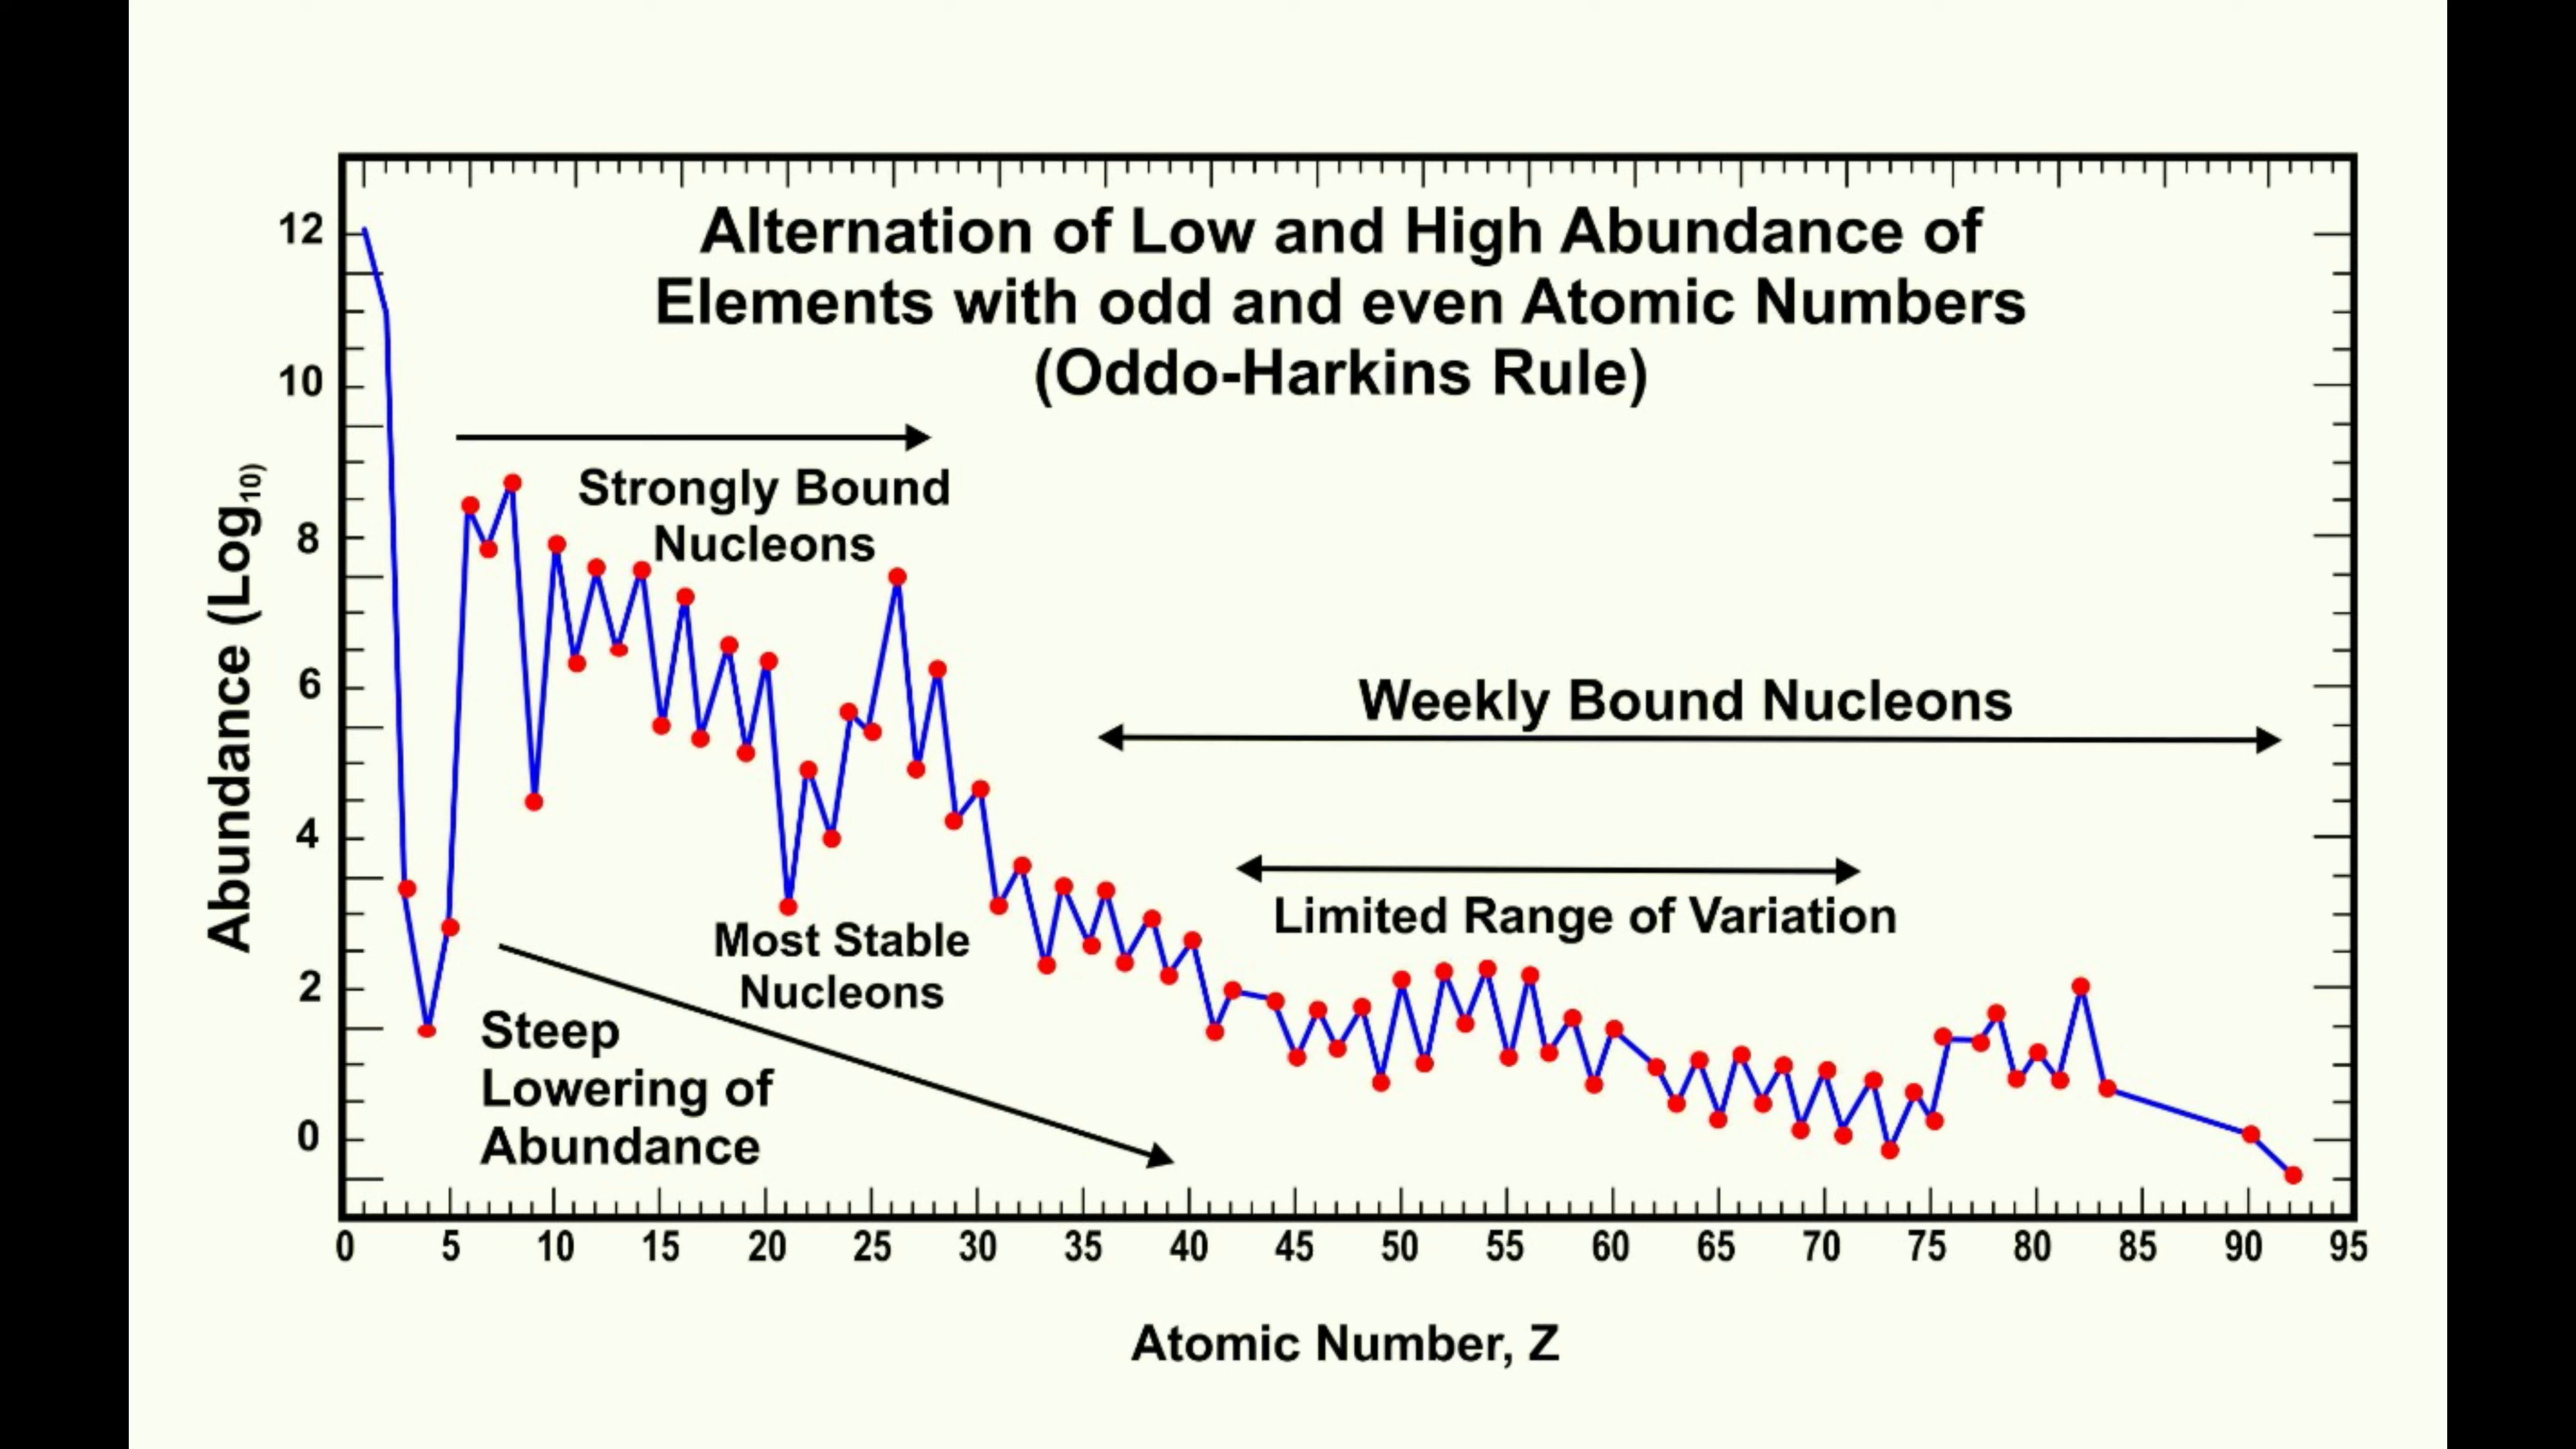 Alternation of Low and High Abundance of
Elements with odd and even Atomic Numbers
(Oddo-Harkins Rule)
12
10
8
6
4
2
0
Abundance (Log10)
Strongly Bound
Nucleons
Weekly Bound Nucleons
Limited Range of Variation
Most Stable
Nucleons
Steep
Lowering of
Abundance
0 5 10 15 20 25 30 35 40 45 50 55 60 65 70 75 80 85 90 95
Atomic Number, Z